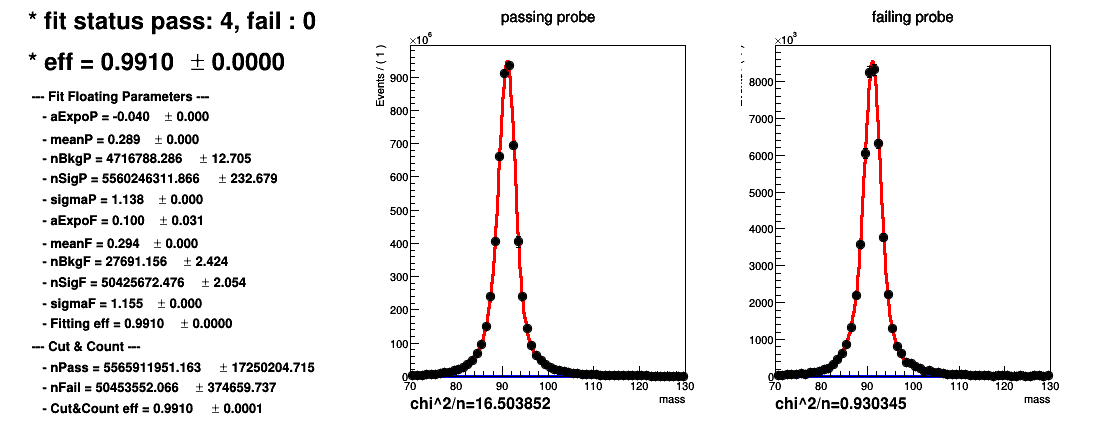 * fit status pass: 4, fail : 0
* eff = 0.9910 ± 0.0000
--- Fit Floating Parameters ---
- aExpoP = -0.040 ± 0.000
- meanP = 0.289 ± 0.000
- nBkgP = 4716788.286 ± 12.705
- nSigP = 5560246311.866 ± 232.679
- sigmaP = 1.138 ± 0.000
- aExpoF = 0.100 ± 0.031
- meanF = 0.294 ± 0.000
- nBkgF = 27691.156 ± 2.424
- nSigF = 50425672.476 ± 2.054
- sigmaF = 1.155 ± 0.000
- Fitting eff = 0.9910 ± 0.0000
--- Cut & Count ---
- nPass = 5565911951.163 ± 17250204.715
- nFail = 50453552.066 ± 374659.737
- Cut&Count eff = 0.9910 ± 0.0001
passing probe
×10^6
Events / ( 1 )
900
800
700
600
500
400
300
200
100
0
70 80 90 100 110 120 130
mass
chi^2/n=16.503852
failing probe
×10^3
8000
7000
6000
5000
4000
3000
2000
1000
0
70 80 90 100 110 120 130
mass
chi^2/n=0.930345